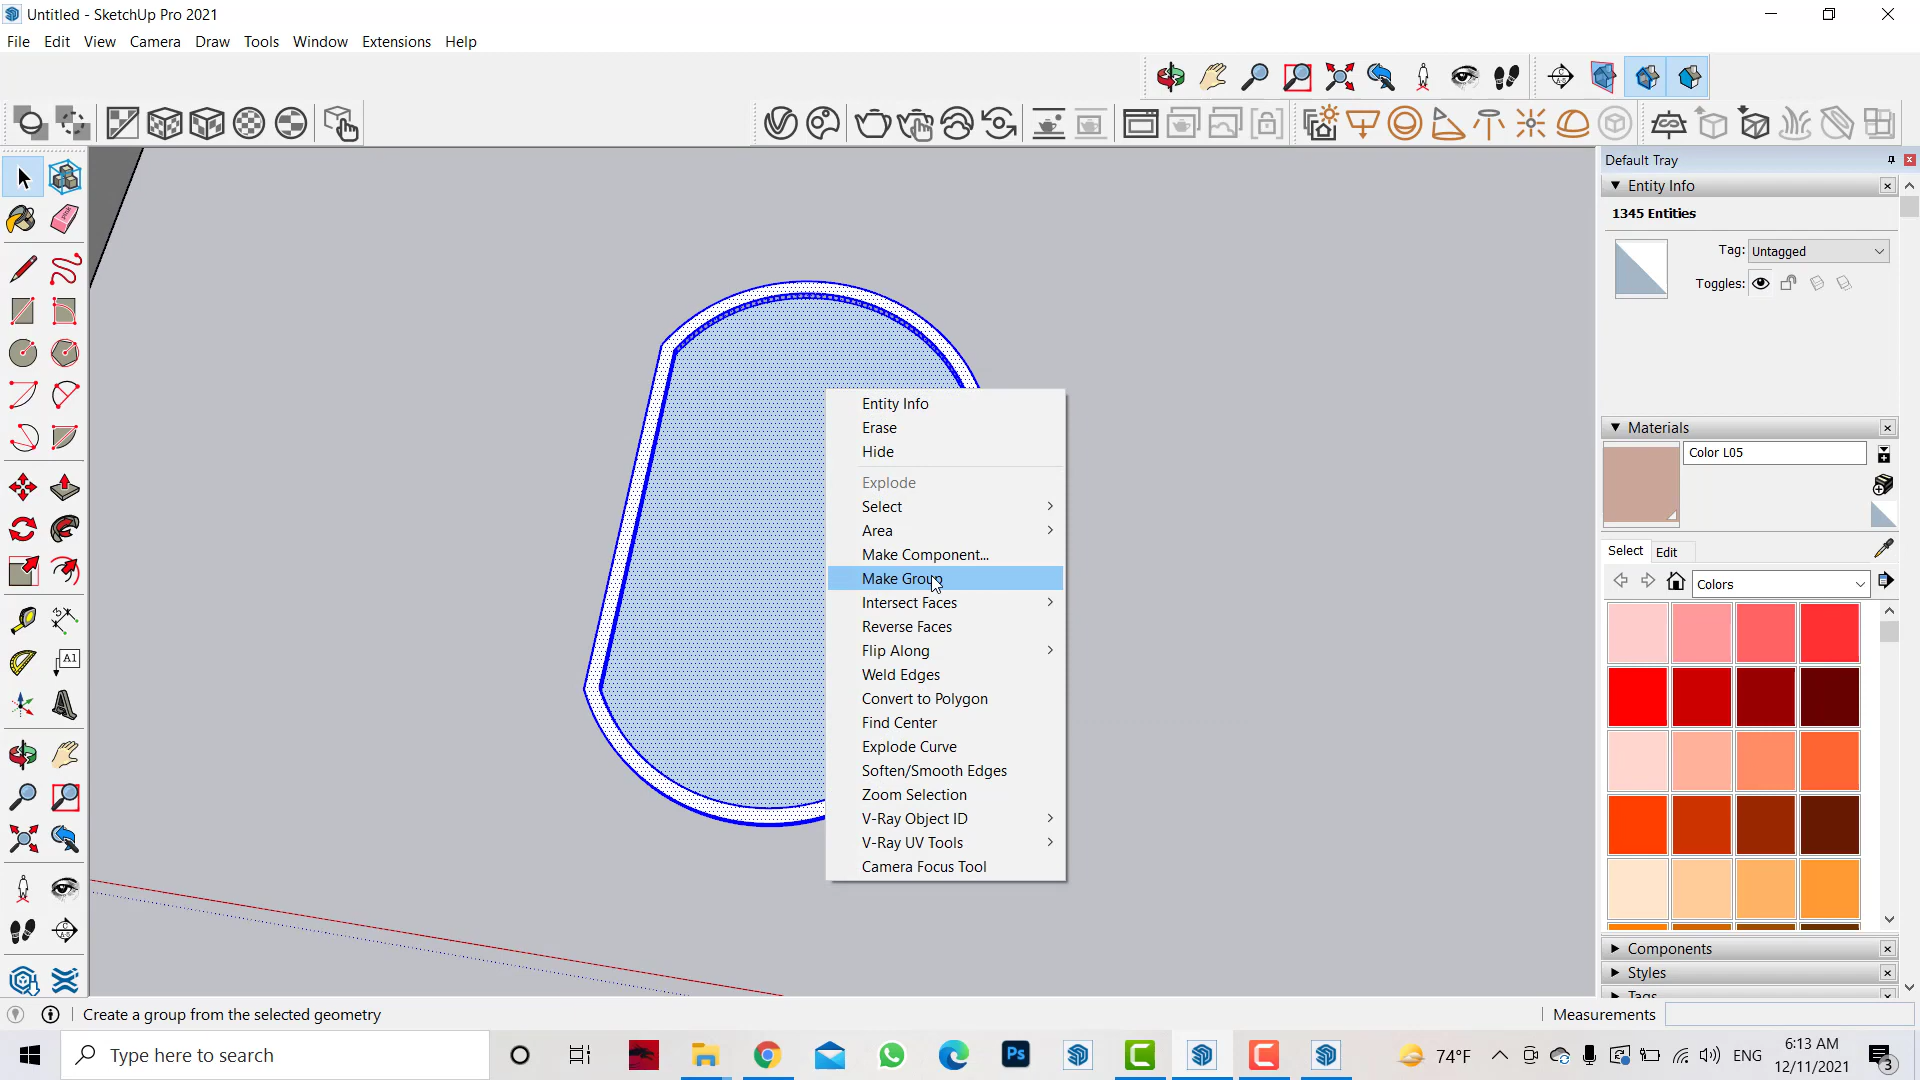 Untitled - SketchUp Pro 2021
File Edit View Camera Draw Tools Window Extensions Help
Default Tray
Entity Info
1345 Entities
Tag: Untagged
Toggles:
Materials
Color L05
Select Edit
Colors
Components
Styles
Tags
Entity Info
Erase
Hide
Explode
Select
Area
Make Component...
Make Group
Intersect Faces
Reverse Faces
Flip Along
Weld Edges
Convert to Polygon
Find Center
Explode Curve
Soften/Smooth Edges
Zoom Selection
V-Ray Object ID
V-Ray UV Tools
Camera Focus Tool
A1
Create a group from the selected geometry
Measurements
Type here to search
Ps
74°F
ENG
6:13 AM
12/11/2021
3